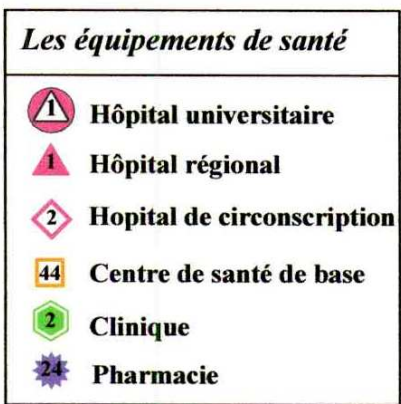 Les équipements de santé
1 Hôpital universitaire
1 Hôpital régional
2 Hopital de circonscription
44 Centre de santé de base
2 Clinique
24 Pharmacie